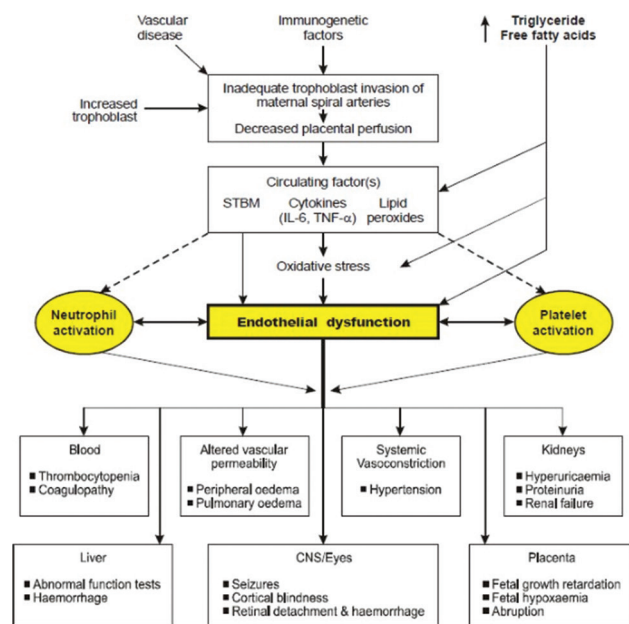 Vascular
disease
Immunogenetic
factors
Triglyceride
Free fatty acids
Increased
trophoblast
Inadequate trophoblast invasion of
maternal spiral arteries
Decreased placental perfusion
Circulating factor(s)
STBM
Cytokines
(IL-6, TNF-α)
Lipid
peroxides
Oxidative stress
Neutrophil
activation
Endothelial dysfunction
Platelet
activation
Blood
■ Thrombocytopenia
■ Coagulopathy
Altered vascular
permeability
■ Peripheral oedema
■ Pulmonary oedema
Systemic
Vasoconstriction
■ Hypertension
Kidneys
■ Hyperuricaemia
■ Proteinuria
■ Renal failure
Liver
■ Abnormal function tests
■ Haemorrhage
CNS/Eyes
■ Seizures
■ Cortical blindness
■ Retinal detachment & haemorrhage
Placenta
■ Fetal growth retardation
■ Fetal hypoxaemia
■ Abruption